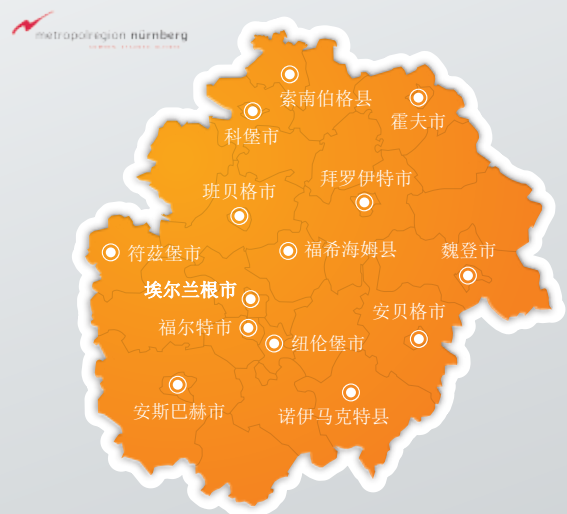 metropolregion nürnberg
索南伯格县
科堡市
霍夫市
拜罗伊特市
班贝格市
符兹堡市
福希海姆县
魏登市
埃尔兰根市
安贝格市
福尔特市
纽伦堡市
安斯巴赫市
诺伊马克特县